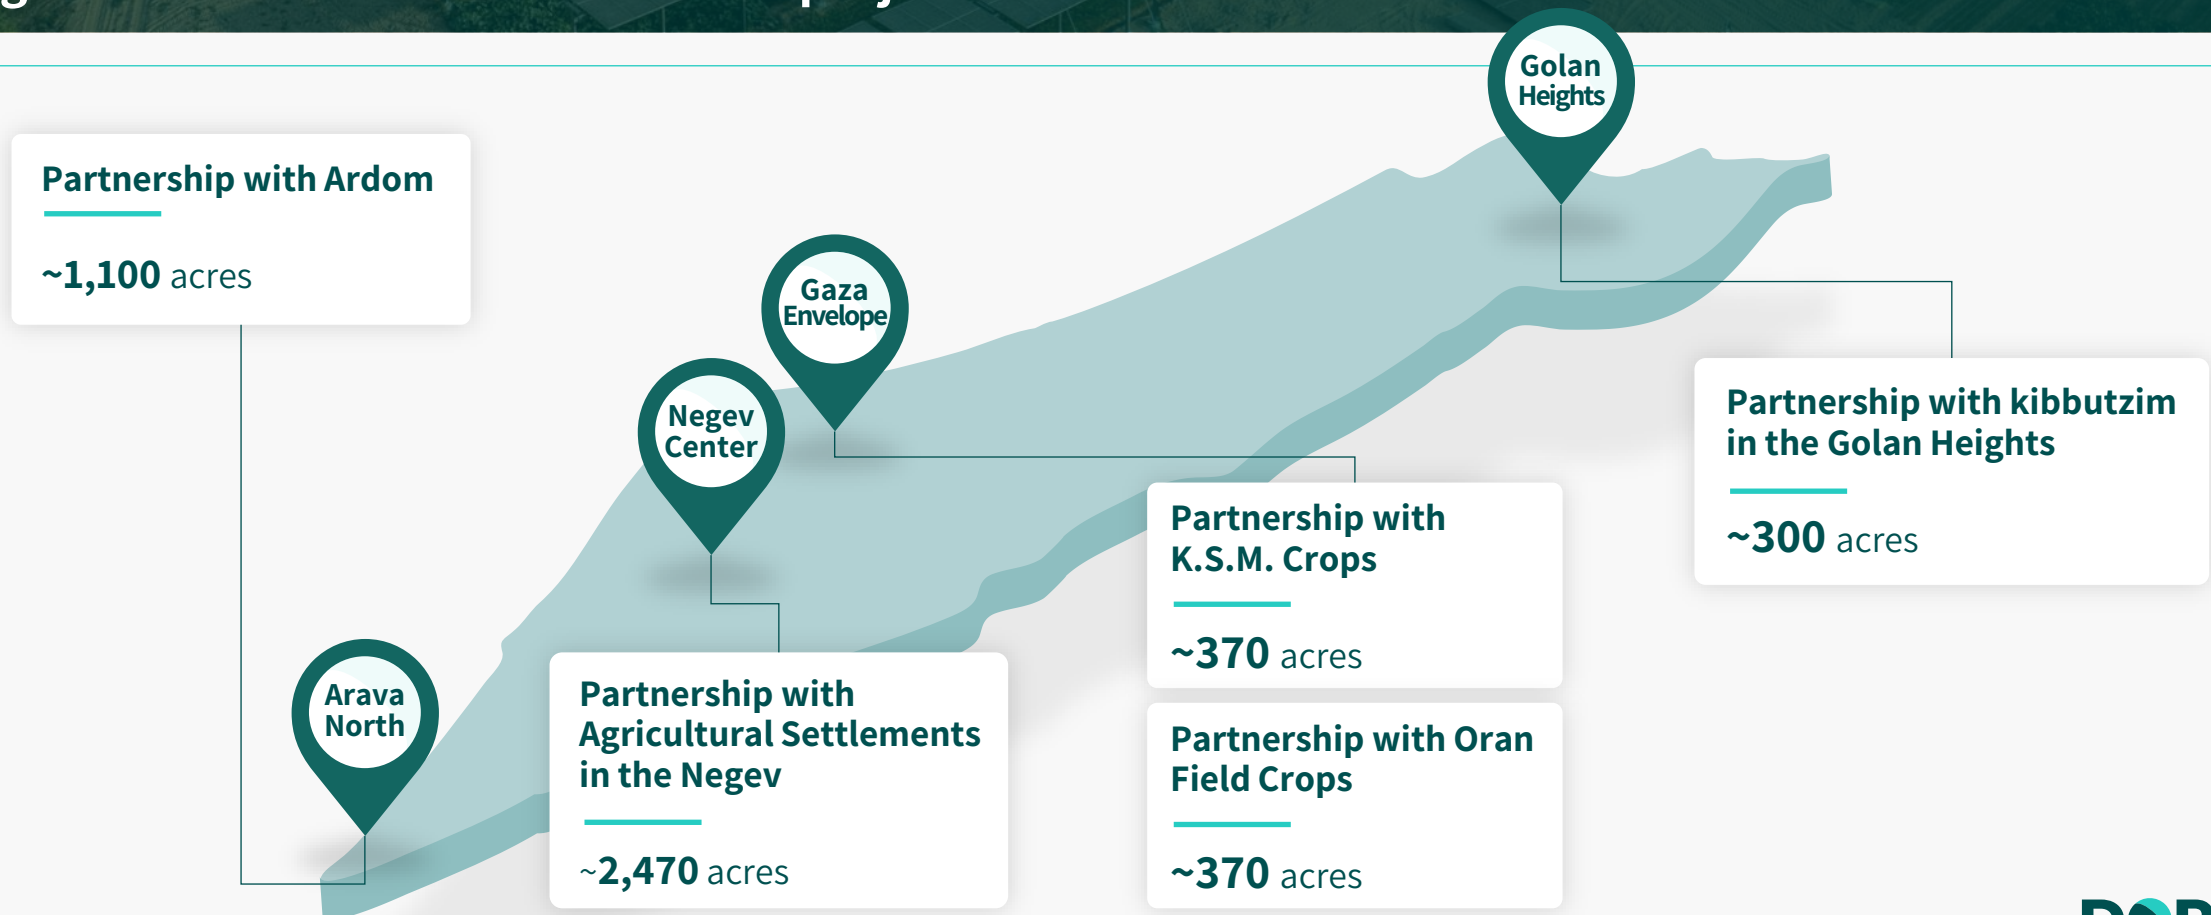 Golan
Heights
Partnership with Ardom
~1,100 acres
Gaza
Envelope
Negev
Center
Partnership with kibbutzim
in the Golan Heights
~300 acres
Partnership with
K.S.M. Crops
~370 acres
Arava
North
Partnership with
Agricultural Settlements
in the Negev
~2,470 acres
Partnership with Oran
Field Crops
~370 acres